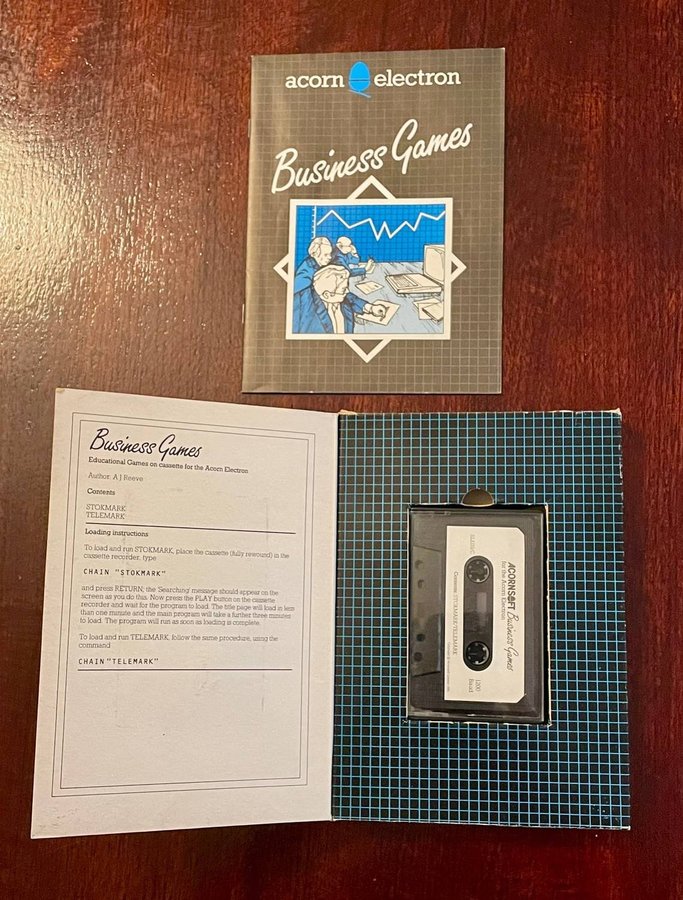 acorn electron
Business Games
Business Games
Educational Games on cassette for the Acorn Electron
Author: A J Reeve
Contents
STOKMARK
TELEMARK
Loading instructions
To load and run STOKMARK, place the cassette (fully rewound) in the
cassette recorder, type
CHAIN "STOKMARK"
and press RETURN; the 'Searching' message should appear on the
screen as you do this. Now press the PLAY button on the cassette
recorder and wait for the program to load. The title page will load in less
than one minute and the main program will take a further three minutes
to load. The program will run as soon as loading is complete.
To load and run TELEMARK, follow the same procedure, using the
command
CHAIN "TELEMARK"
ACORNSOFT Business Games
for the Acorn Electron
1200
Baud
Contents STOKMARK/TELEMARK